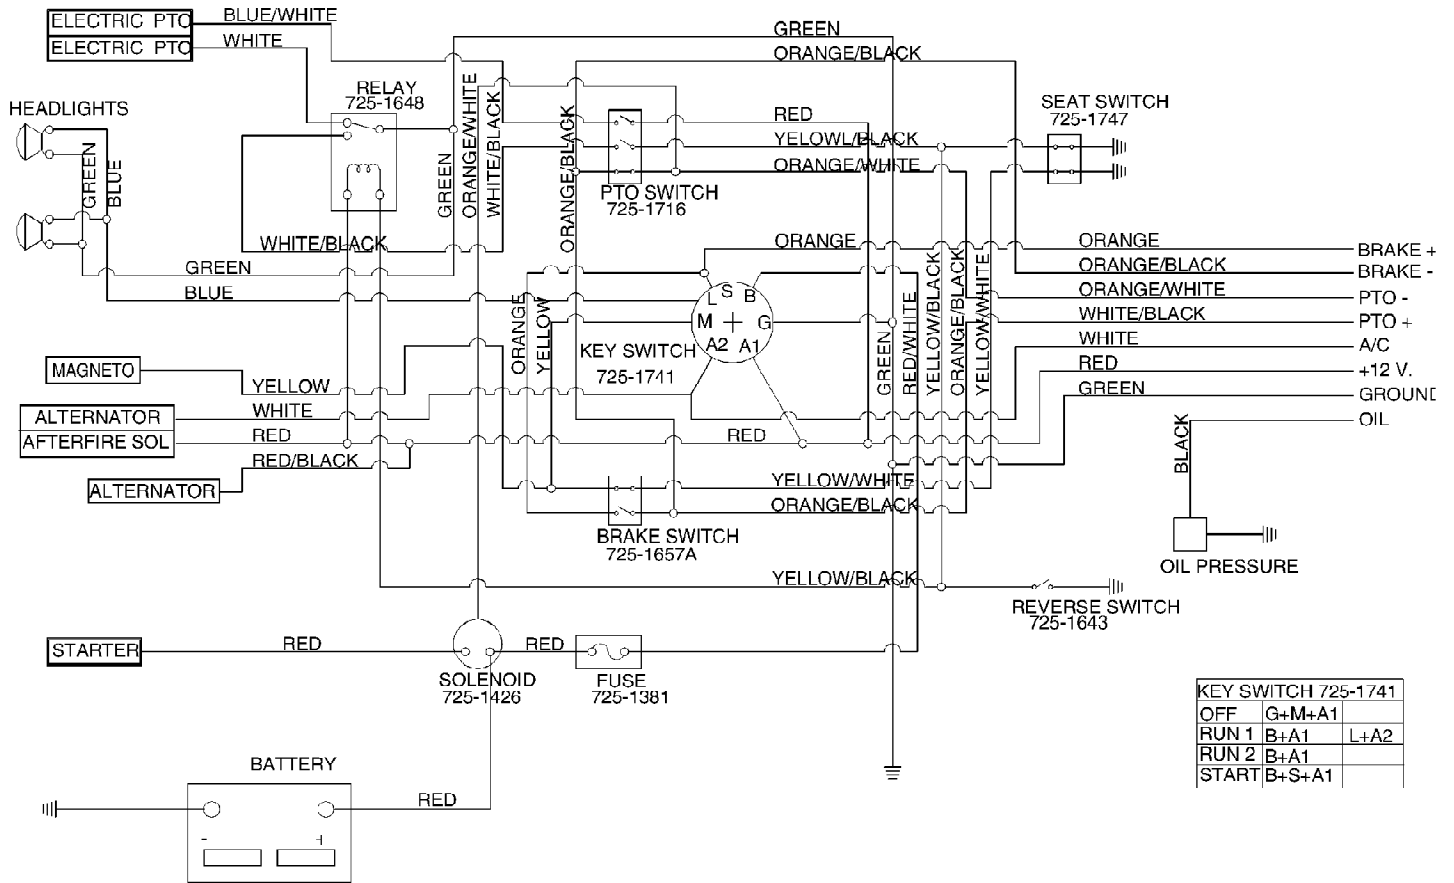 ELECTRIC PTO
BLUE/WHITE
ELECTRIC PTO
WHITE
GREEN
ORANGE/BLACK
HEADLIGHTS
RELAY
725-1648
ORANGE/WHITE
WHITE/BLACK
ORANGE/BLACK
RED
YELOWL/BLACK
ORANGE/WHITE
SEAT SWITCH
725-1747
GREEN
BLUE
GREEN
PTO SWITCH
725-1716
WHITE/BLACK
GREEN
BLUE
ORANGE
ORANGE
BRAKE +
ORANGE/BLACK
BRAKE -
ORANGE/WHITE
PTO -
WHITE/BLACK
PTO +
WHITE
A/C
RED
+12 V.
GREEN
GROUND
OIL
L S B
M G
A2 A1
KEY SWITCH
725-1741
ORANGE
YELLOW
GREEN
RED/WHITE
YELLOW/BLACK
ORANGE/BLACK
YELLOW/WHITE
MAGNETO
YELLOW
ALTERNATOR
WHITE
AFTERFIRE SOL
RED
RED
RED/BLACK
ALTERNATOR
YELLOW/WHITE
ORANGE/BLACK
BRAKE SWITCH
725-1657A
BLACK
OIL PRESSURE
YELLOW/BLACK
REVERSE SWITCH
725-1643
STARTER
RED
RED
SOLENOID
725-1426
FUSE
725-1381
BATTERY
RED
- +
KEY SWITCH 725-1741
OFF G+M+A1
RUN 1 B+A1 L+A2
RUN 2 B+A1
START B+S+A1